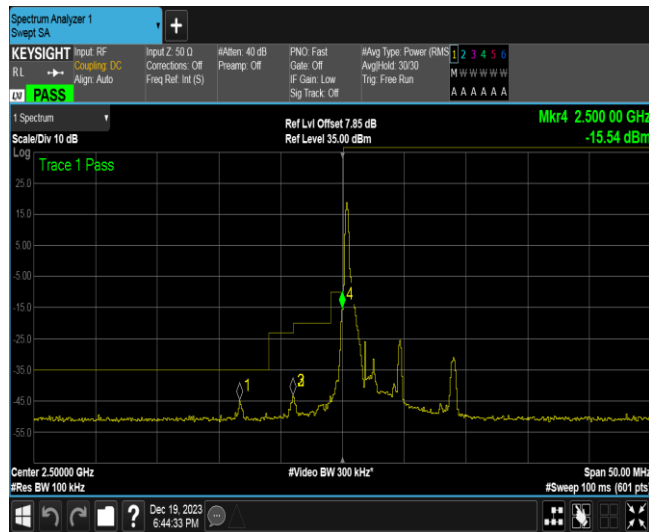 Spectrum Analyzer 1
Swept SA
+
KEYSIGHT
RL
LXI PASS
Input: RF
Coupling: DC
Align: Auto
Input Z: 50 Ω
Corrections: Off
Freq Ref: Int (S)
#Atten: 40 dB
Preamp: Off
PNO: Fast
Gate: Off
IF Gain: Low
Sig Track: Off
#Avg Type: Power (RMS
Avg|Hold: 30/30
Trig: Free Run
1 2 3 4 5 6
M W W W W W
A A A A A A
1 Spectrum
Scale/Div 10 dB
Ref Lvl Offset 7.85 dB
Ref Level 35.00 dBm
Mkr4 2.500 00 GHz
-15.54 dBm
Log
Trace 1 Pass
25.0
15.0
5.00
-5.00
-15.0
-25.0
-35.0
-45.0
-55.0
4
1
Center 2.50000 GHz
#Res BW 100 kHz
#Video BW 300 kHz*
Span 50.00 MHz
#Sweep 100 ms (601 pts)
?
Dec 19, 2023
6:44:33 PM